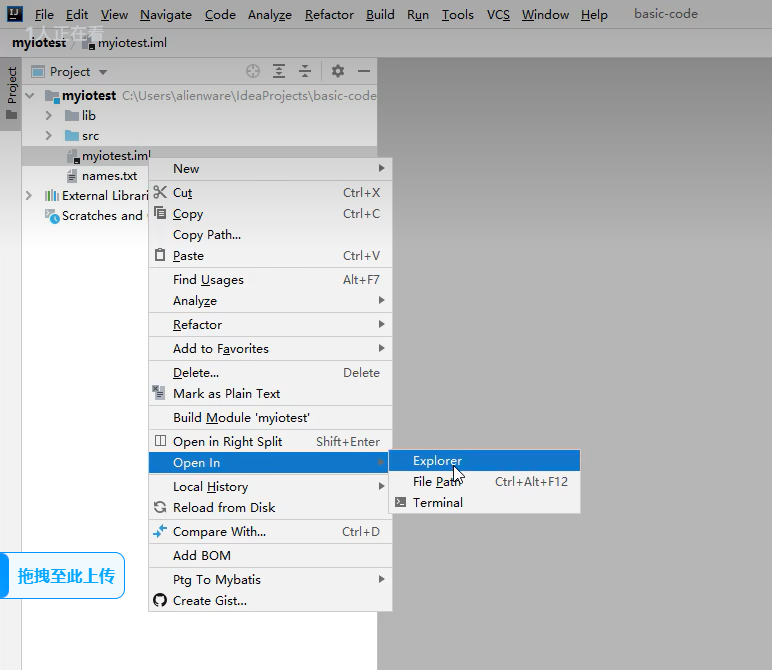 File Edit View Navigate Code Analyze Refactor Build Run Tools VCS Window Help basic-code
1人正在看
myiotest myiotest.iml
Project
Project
myiotest C:\Users\alienware\IdeaProjects\basic-code
lib
src
myiotest.iml
names.txt
External Librari
Scratches and
New
Cut Ctrl+X
Copy Ctrl+C
Copy Path...
Paste Ctrl+V
Find Usages Alt+F7
Analyze
Refactor
Add to Favorites
Delete... Delete
Mark as Plain Text
Build Module 'myiotest'
Open in Right Split Shift+Enter
Open In
Explorer
File Path Ctrl+Alt+F12
Terminal
Local History
Reload from Disk
Compare With... Ctrl+D
Add BOM
Ptg To Mybatis
Create Gist...
拖拽至此上传